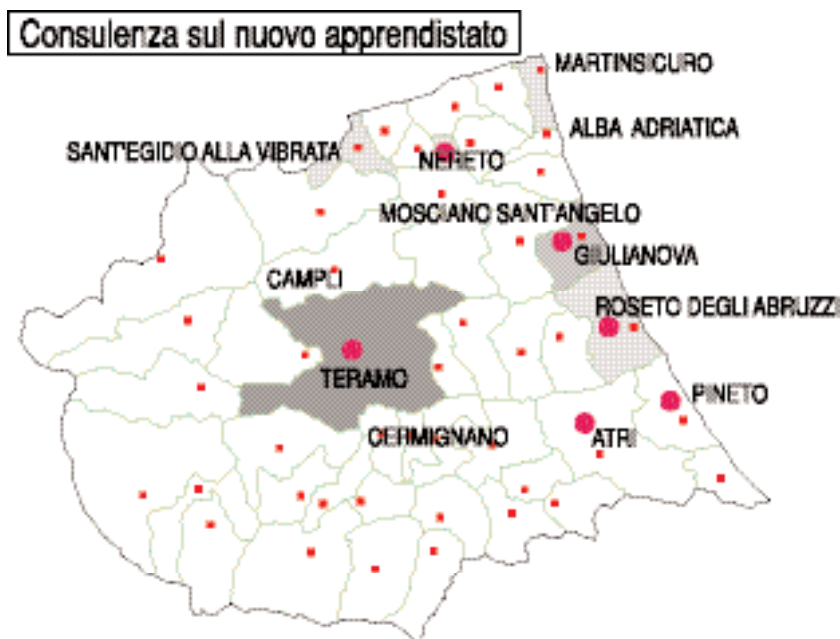 Consulenza sul nuovo apprendistato
MARTINSICURO
ALBA ADRIATICA
SANT'EGIDIO ALLA VIBRATA
NERETO
MOSCIANO SANT'ANGELO
GIULIANOVA
CAMPLI
ROSETO DEGLI ABRUZZI
TERAMO
PINETO
CERMIGNANO
ATRI